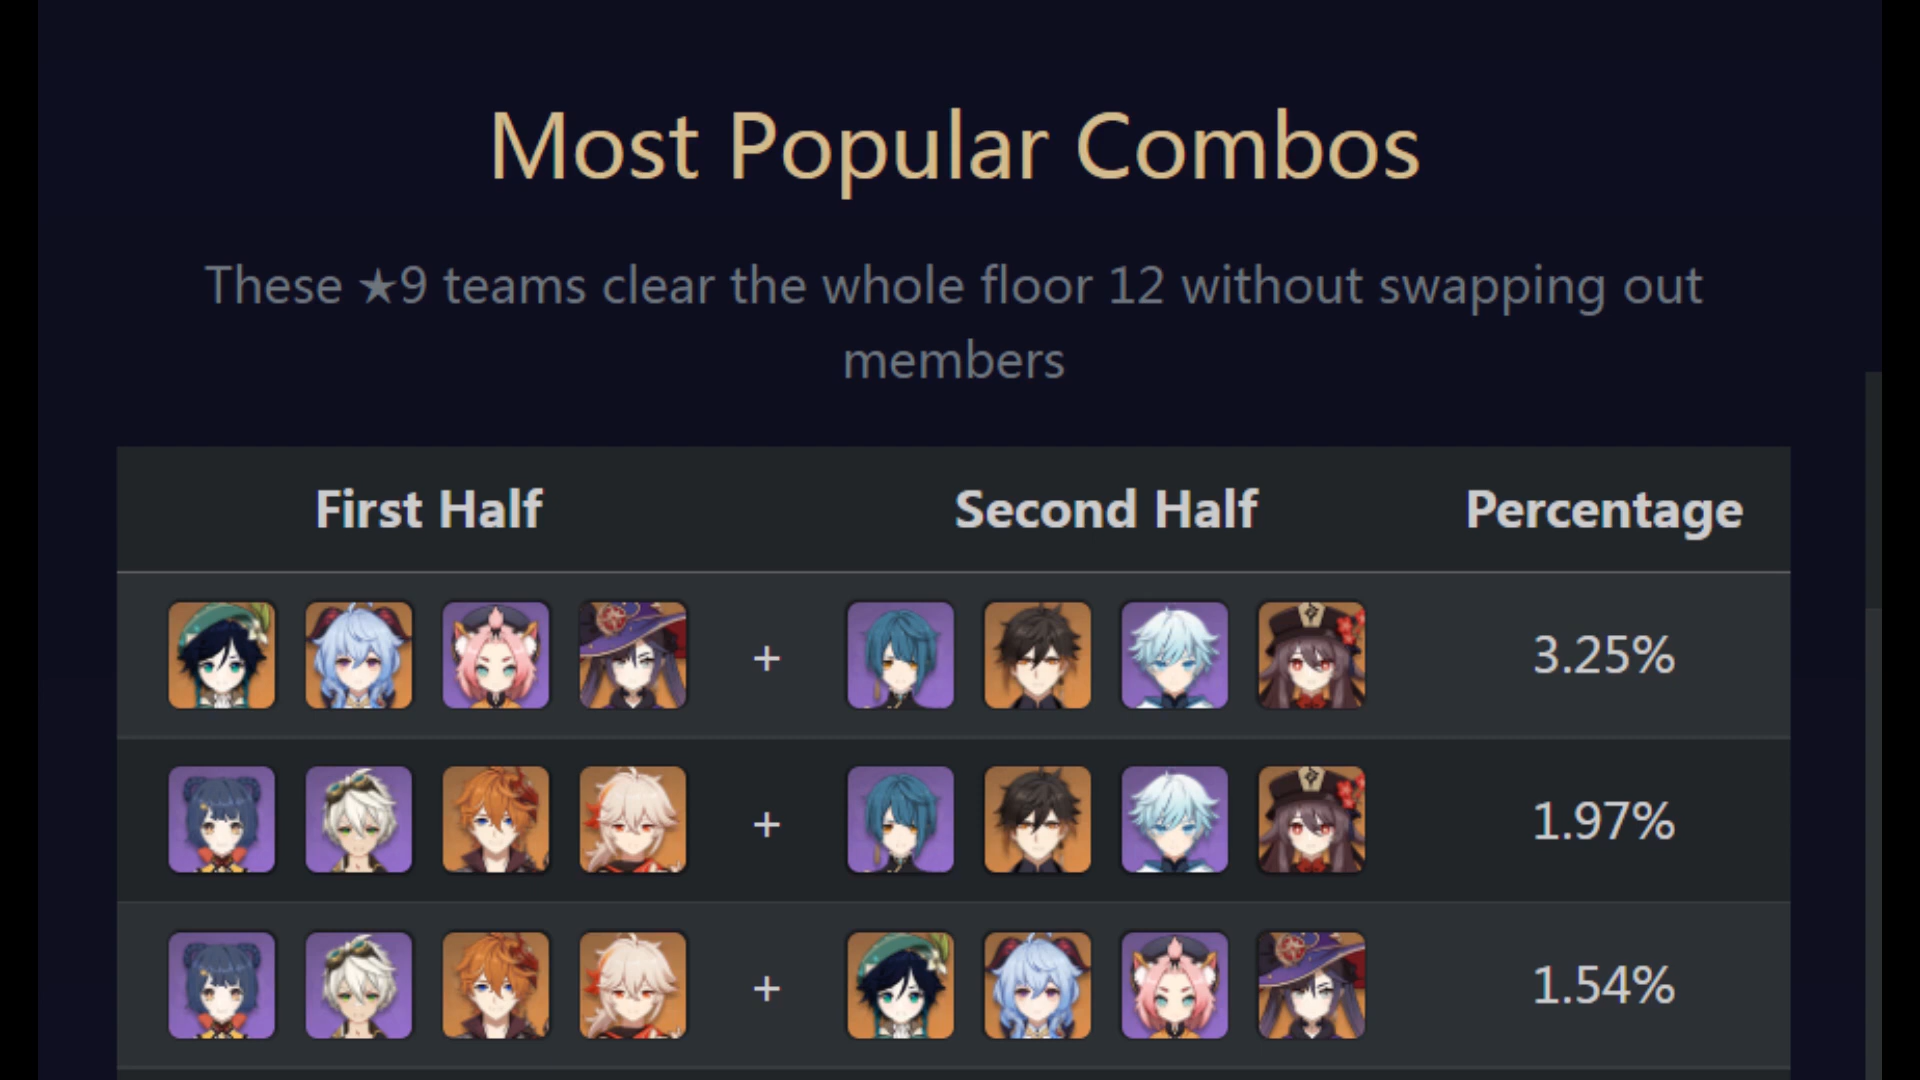 Most Popular Combos
These ★9 teams clear the whole floor 12 without swapping out
members
First Half Second Half Percentage
+ 3.25%
+ 1.97%
+ 1.54%